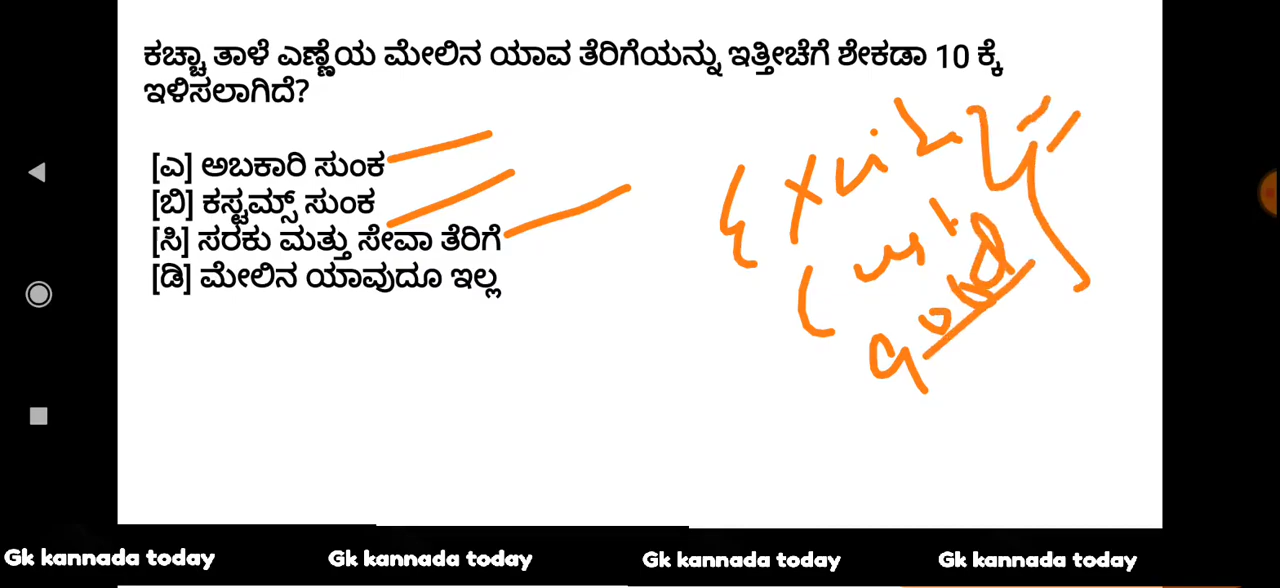 ಕಚ್ಚಾ ತಾಳೆ ಎಣ್ಣೆಯ ಮೇಲಿನ ಯಾವ ತೆರಿಗೆಯನ್ನು ಇತ್ತೀಚೆಗೆ ಶೇಕಡಾ 10 ಕ್ಕೆ
ಇಳಿಸಲಾಗಿದೆ?
[ಎ] ಅಬಕಾರಿ ಸುಂಕ
[ಬಿ] ಕಸ್ಟಮ್ಸ್ ಸುಂಕ
[ಸಿ] ಸರಕು ಮತ್ತು ಸೇವಾ ತೆರಿಗೆ
[ಡಿ] ಮೇಲಿನ ಯಾವುದೂ ಇಲ್ಲ
Gk kannada today Gk kannada today Gk kannada today Gk kannada today